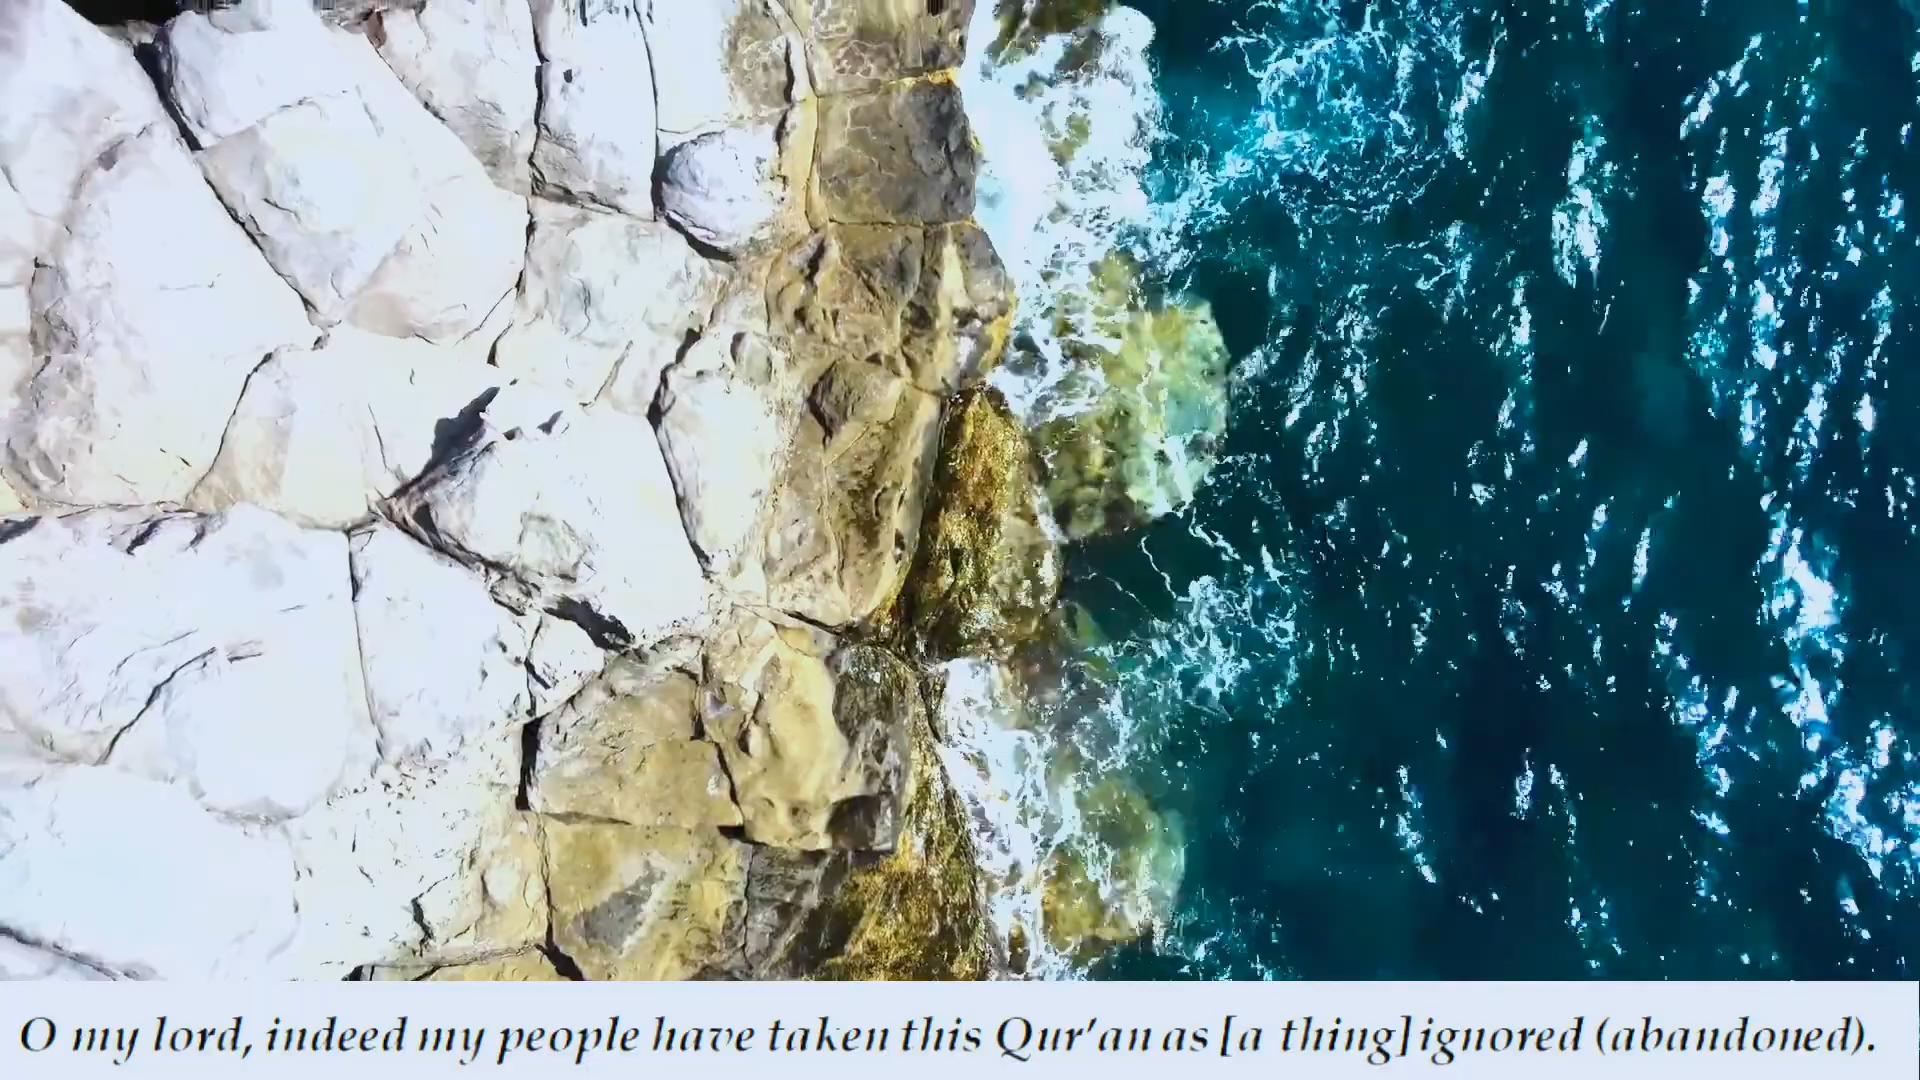 O my lord, indeed my people have taken this Qur'an as [a thing] ignored (abandoned).